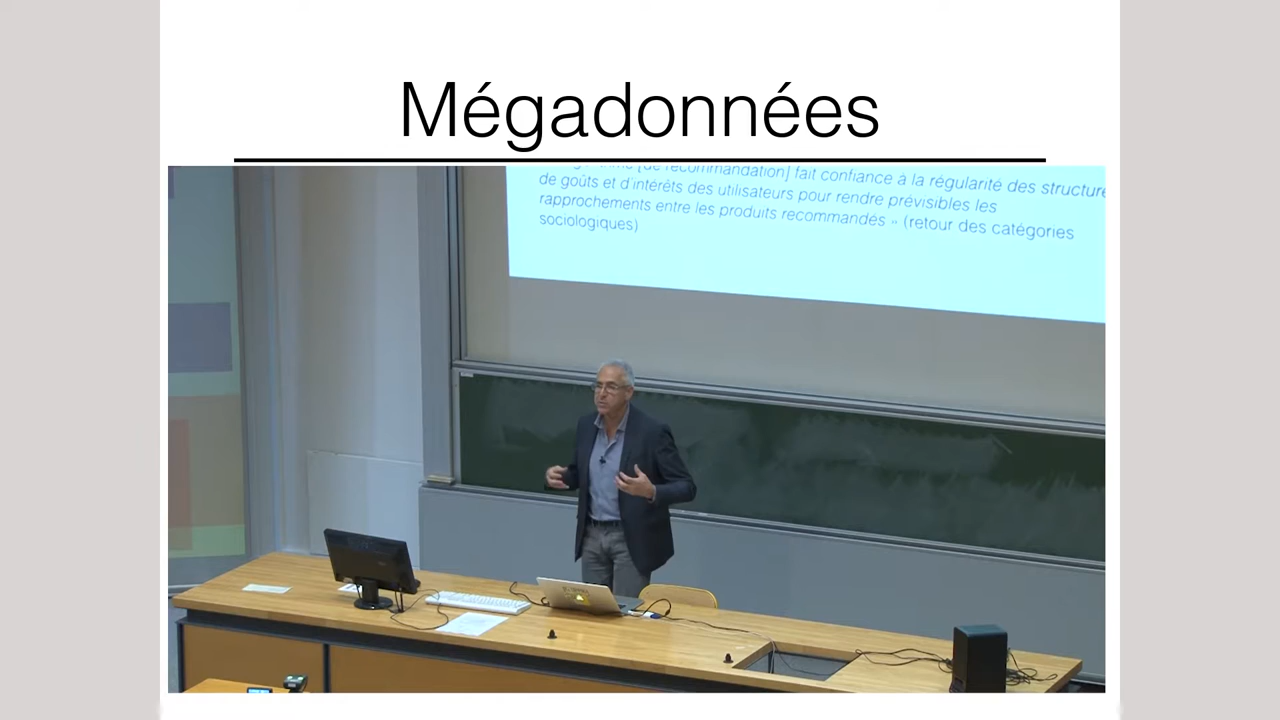 Mégadonnées
[de recommandation] fait confiance à la régularité des structure
de goûts et d'intérêts des utilisateurs pour rendre prévisibles les
rapprochements entre les produits recommandés » (retour des catégories
sociologiques)